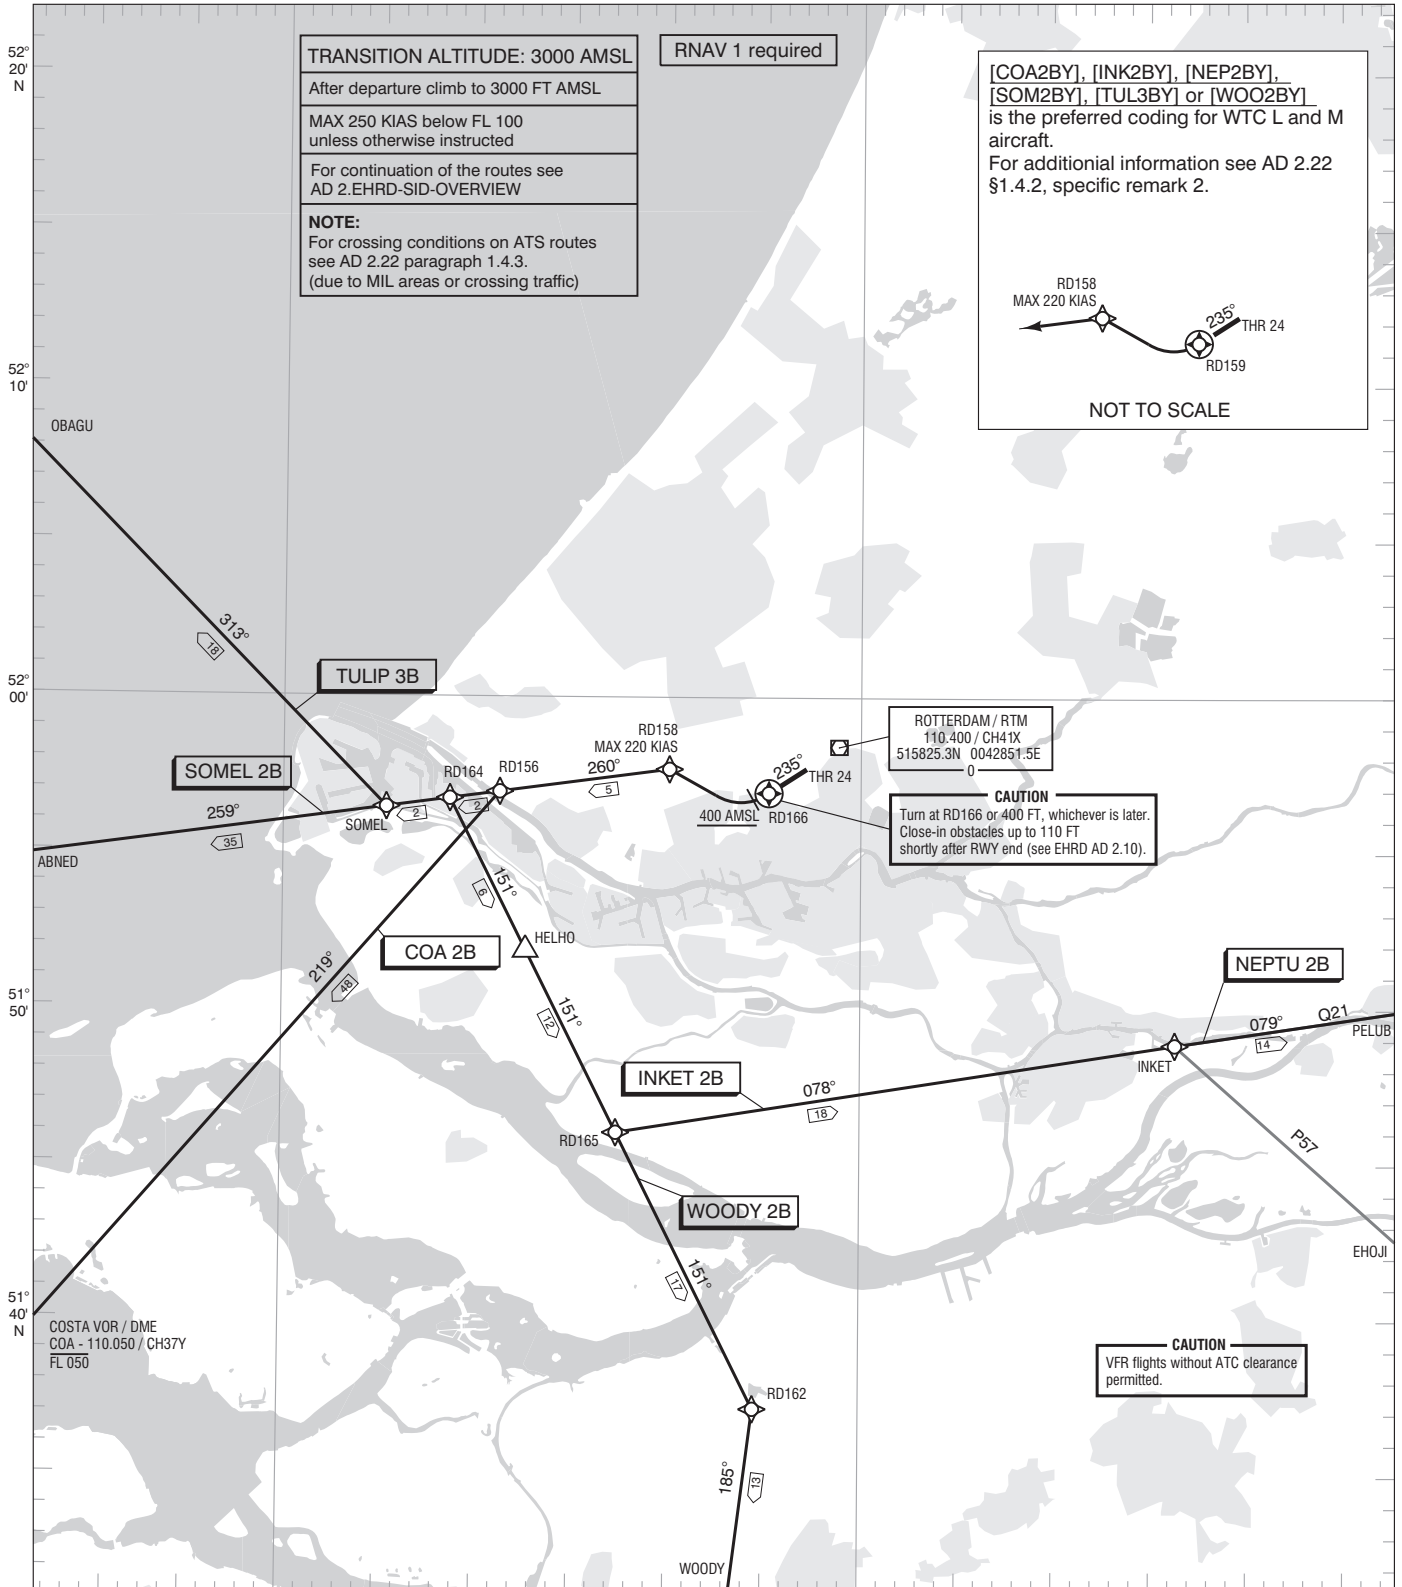 52°
20'
N
TRANSITION ALTITUDE: 3000 AMSL
After departure climb to 3000 FT AMSL
MAX 250 KIAS below FL 100
unless otherwise instructed
For continuation of the routes see
AD 2.EHRD-SID-OVERVIEW
NOTE:
For crossing conditions on ATS routes
see AD 2.22 paragraph 1.4.3.
(due to MIL areas or crossing traffic)
RNAV 1 required
[COA2BY], [INK2BY], [NEP2BY],
[SOM2BY], [TUL3BY] or [WOO2BY]
is the preferred coding for WTC L and M
aircraft.
For additionial information see AD 2.22
§1.4.2, specific remark 2.
RD158
MAX 220 KIAS
235°
THR 24
RD159
NOT TO SCALE
52°
10'
OBAGU
313°
18
TULIP 3B
52°
00'
SOMEL 2B
259°
35
ABNED
SOMEL
2
RD164
2
RD156
260°
5
RD158
MAX 220 KIAS
235°
THR 24
400 AMSL
RD166
ROTTERDAM / RTM
110.400 / CH41X
515825.3N 0042851.5E
0
CAUTION
Turn at RD166 or 400 FT, whichever is later.
Close-in obstacles up to 110 FT
shortly after RWY end (see EHRD AD 2.10).
151°
6
HELHO
COA 2B
219°
48
51°
50'
151°
12
NEPTU 2B
079°
Q21
14
PELUB
INKET
INKET 2B
078°
18
RD165
P57
WOODY 2B
EHOJI
151°
17
51°
40'
N
COSTA VOR / DME
COA - 110.050 / CH37Y
FL 050
CAUTION
VFR flights without ATC clearance
permitted.
RD162
185°
13
WOODY